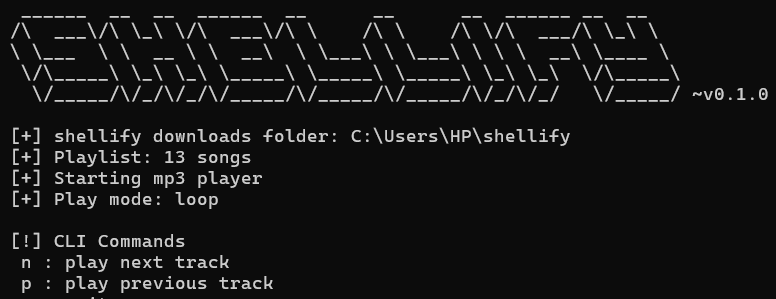 SHELLIFY
~v0.1.0
[+] shellify downloads folder: C:\Users\HP\shellify
[+] Playlist: 13 songs
[+] Starting mp3 player
[+] Play mode: loop
[!] CLI Commands
n : play next track
p : play previous track